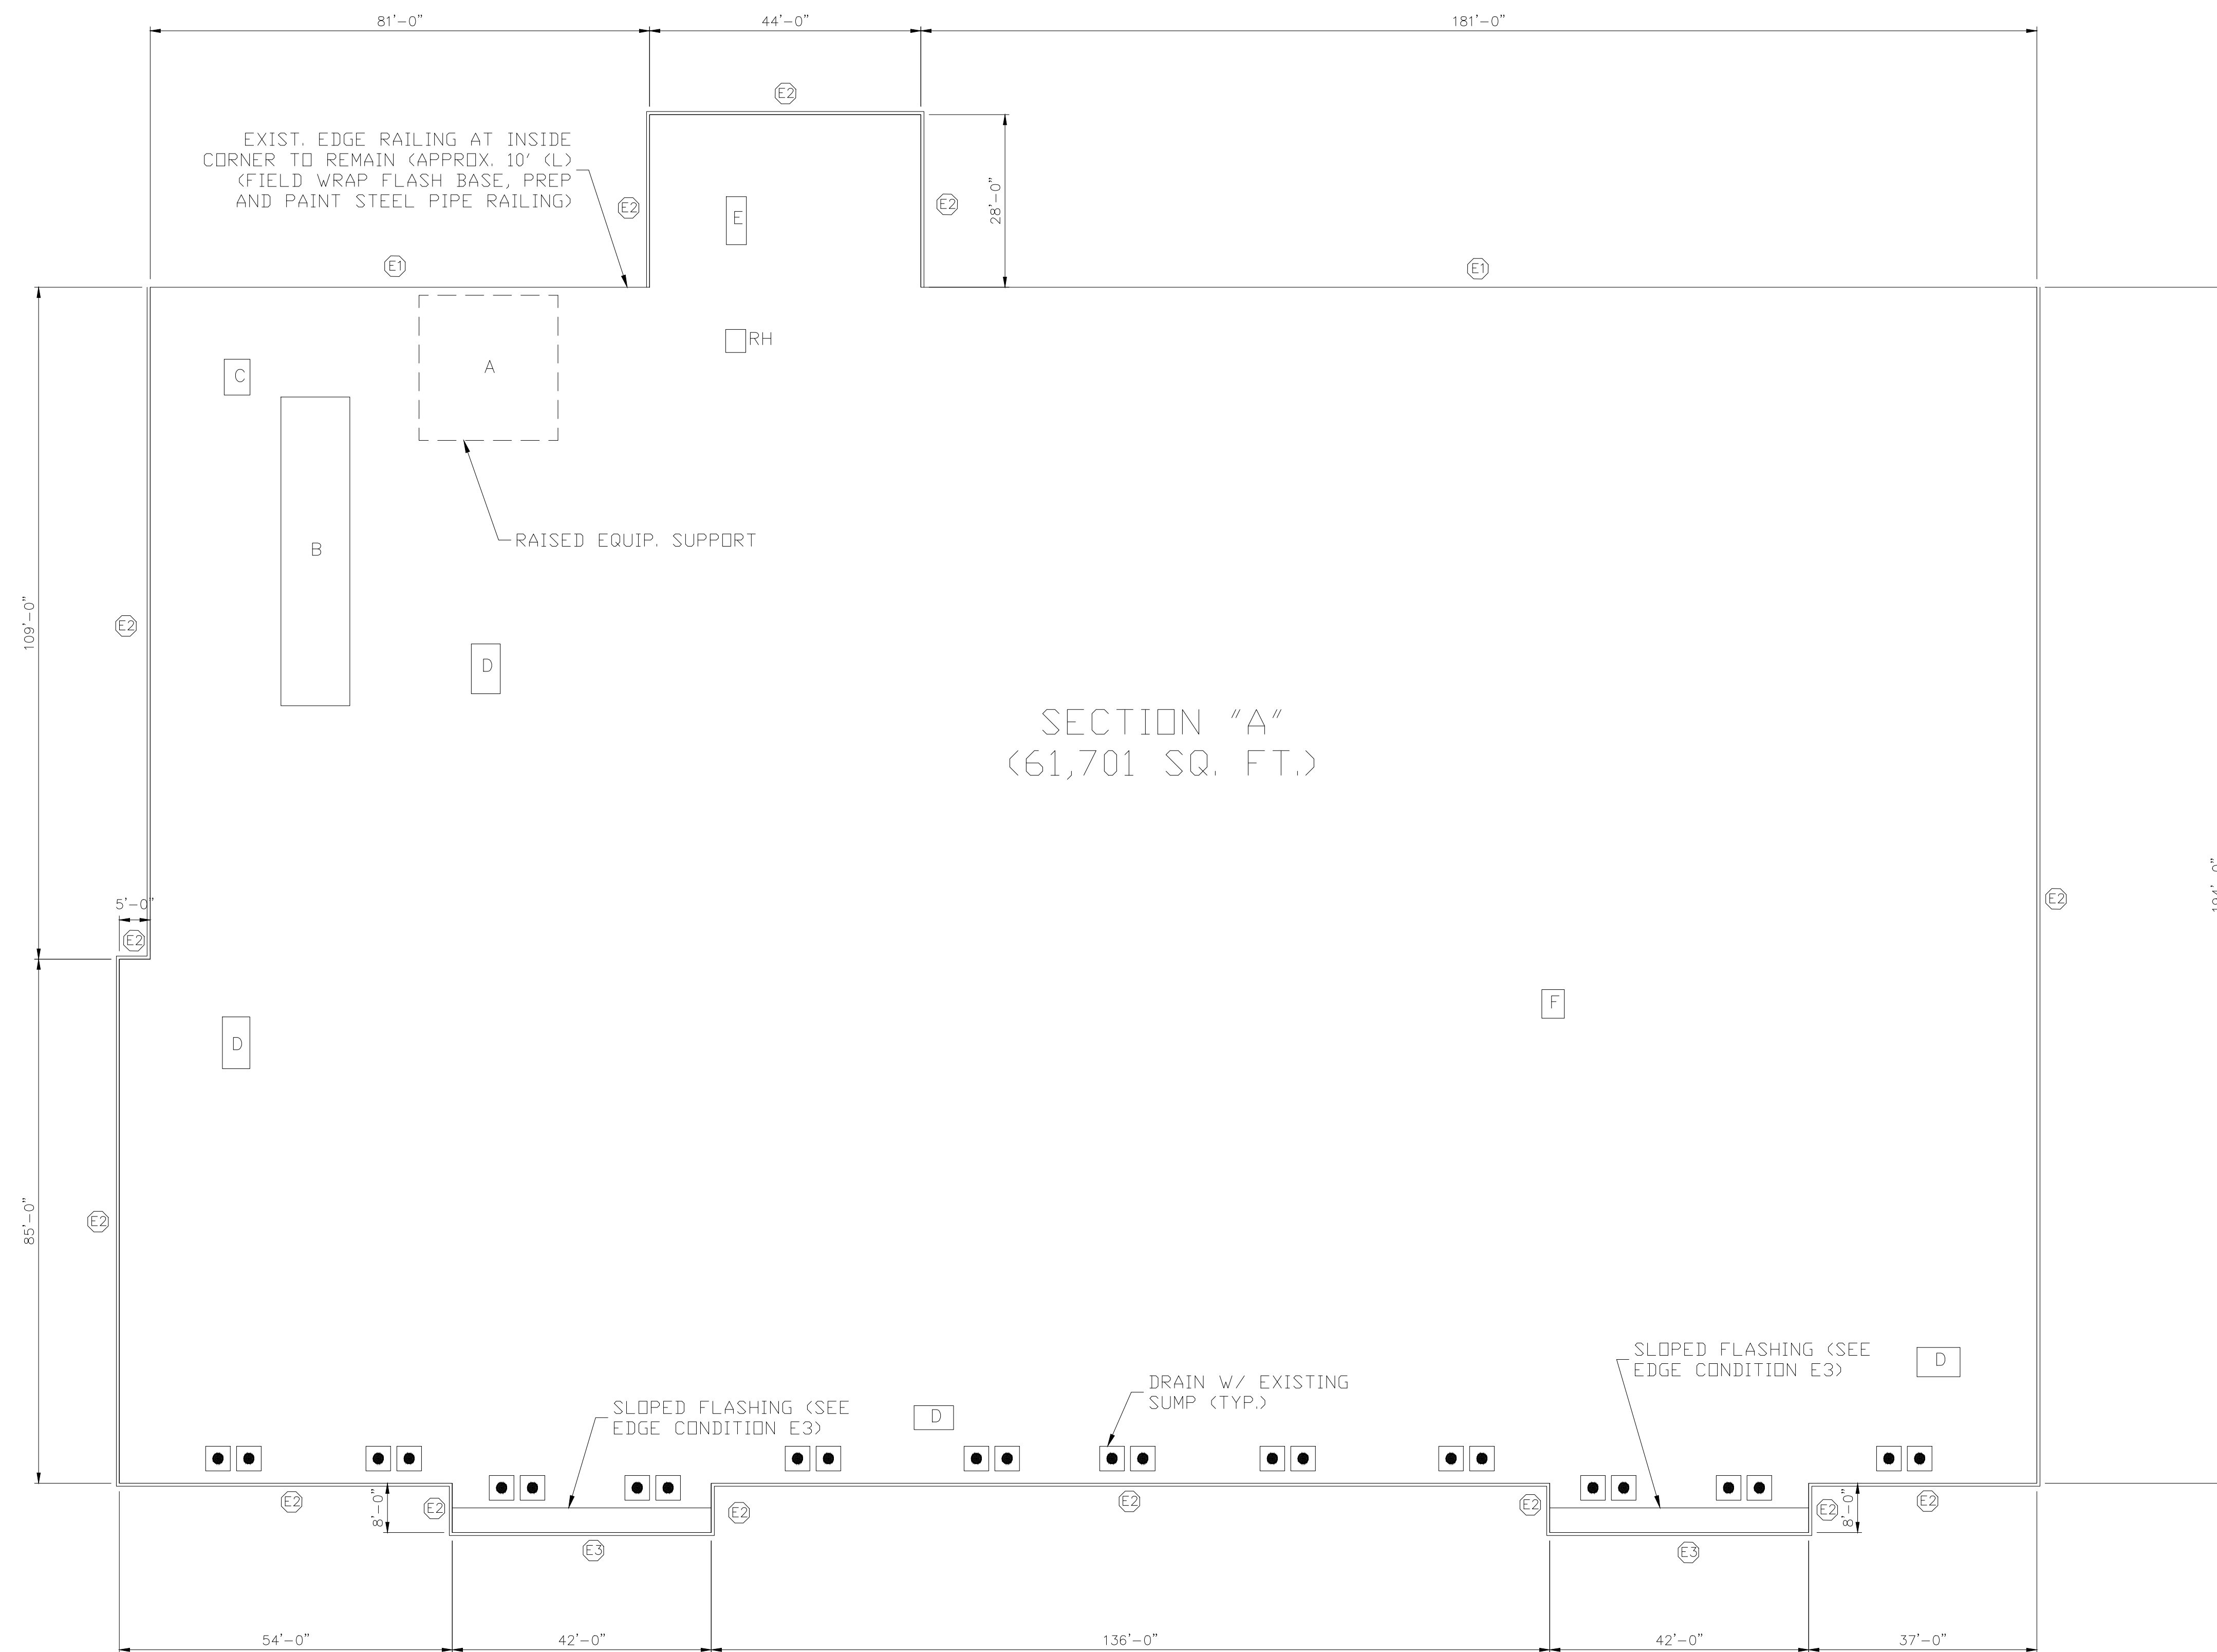 81'-0"
44'-0"
181'-0"
E2
EXIST. EDGE RAILING AT INSIDE
CORNER TO REMAIN (APPROX. 10' (L)
(FIELD WRAP FLASH BASE, PREP
AND PAINT STEEL PIPE RAILING)
E2
E
E2
28'-0"
E1
E1
RH
C
A
B
RAISED EQUIP. SUPPORT
109'-0"
E2
D
SECTION "A"
(61,701 SQ. FT.)
5'-0"
E2
E2
194'-0"
F
D
85'-0"
E2
SLOPED FLASHING (SEE
EDGE CONDITION E3)
D
DRAIN W/ EXISTING
SUMP (TYP.)
SLOPED FLASHING (SEE
EDGE CONDITION E3)
D
E2
8'-0"
E2
E2
E2
E2
E2
8'-0"
E2
E3
E3
54'-0"
42'-0"
136'-0"
42'-0"
37'-0"